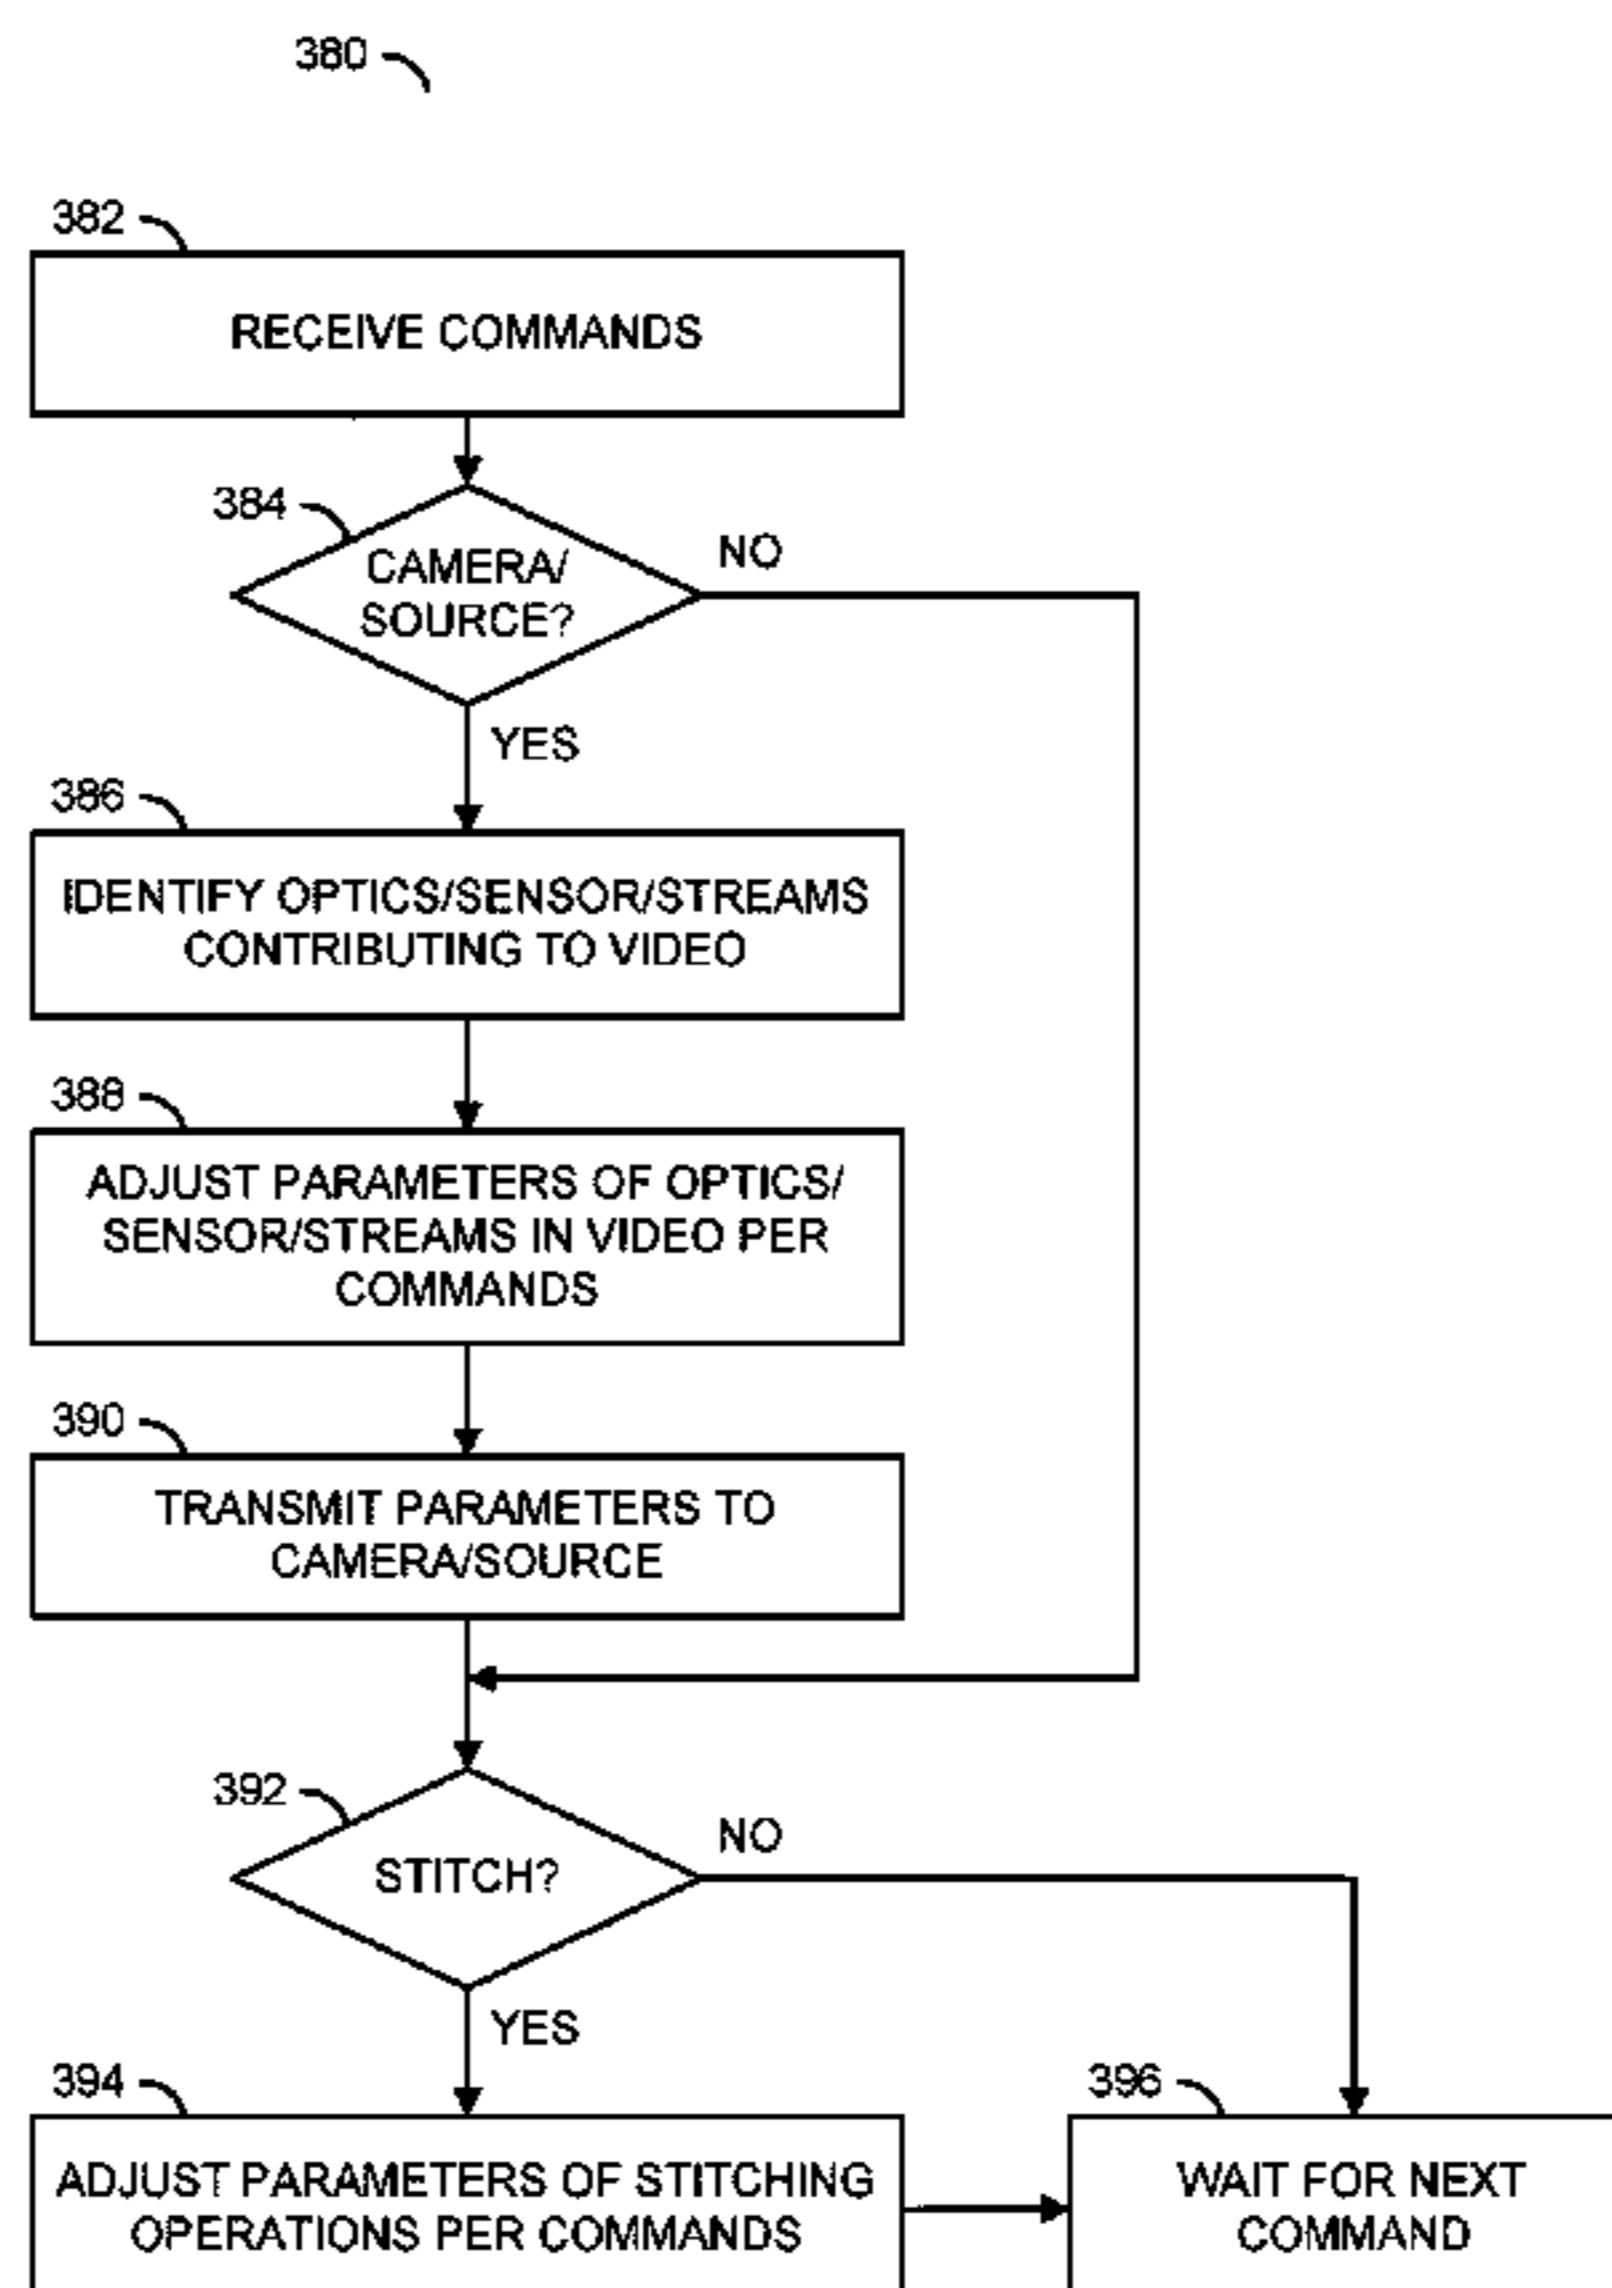 380
382
RECEIVE COMMANDS
384
CAMERA/
SOURCE?
NO
YES
386
IDENTIFY OPTICS/SENSOR/STREAMS
CONTRIBUTING TO VIDEO
388
ADJUST PARAMETERS OF OPTICS/
SENSOR/STREAMS IN VIDEO PER
COMMANDS
390
TRANSMIT PARAMETERS TO
CAMERA/SOURCE
392
STITCH?
NO
YES
394
ADJUST PARAMETERS OF STITCHING
OPERATIONS PER COMMANDS
396
WAIT FOR NEXT
COMMAND